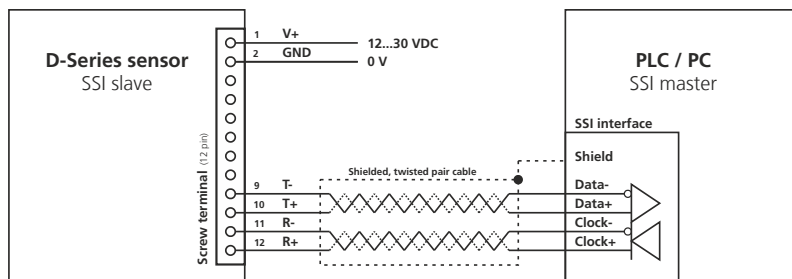 D-Series sensor
SSI slave
Screw terminal (12 pin)
1 V+ 12...30 VDC
2 GND 0 V
9 T-
10 T+
11 R-
12 R+
Shielded, twisted pair cable
PLC / PC
SSI master
SSI interface
Shield
Data-
Data+
Clock-
Clock+